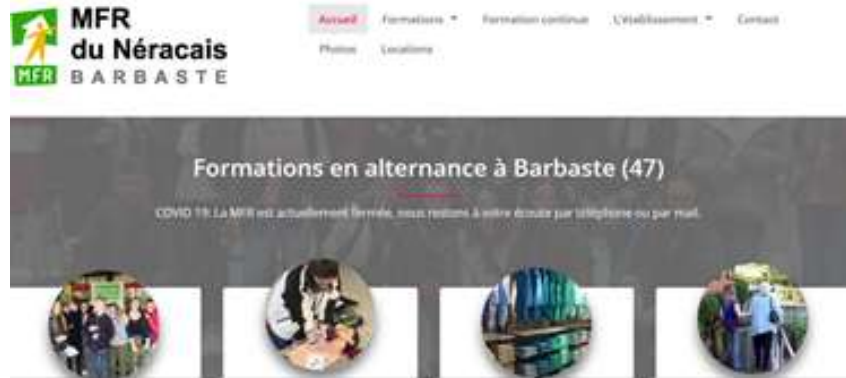 MFR
du Néracais
MFR BARBASTE
Accueil Formations Formation continue L'établissement Contact
Photos Locations
Formations en alternance à Barbaste (47)
COVID 19: La MFR est actuellement fermée, nous restons à votre écoute par téléphone ou par mail.